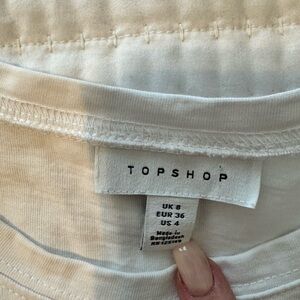 TOPSHOP
UK 8
EUR 36
US 4
Made in
Bangladesh